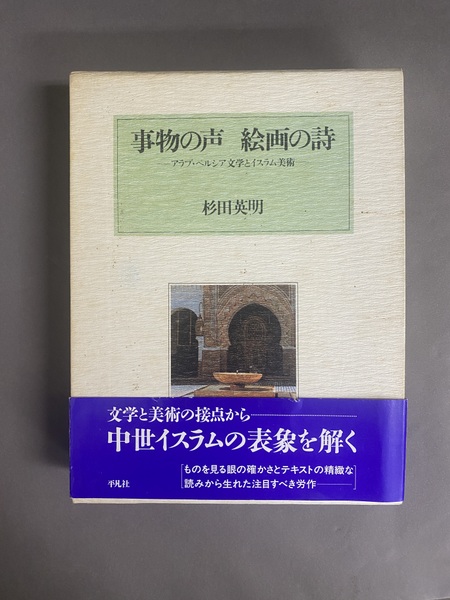 事物の声 絵画の詩
——アラブ・ペルシア文学とイスラム美術
杉田英明
文学と美術の接点から————
中世イスラムの表象を解く
ものを見る眼の確かさとテキストの精緻な
読みから生れた注目すべき労作————
平凡社